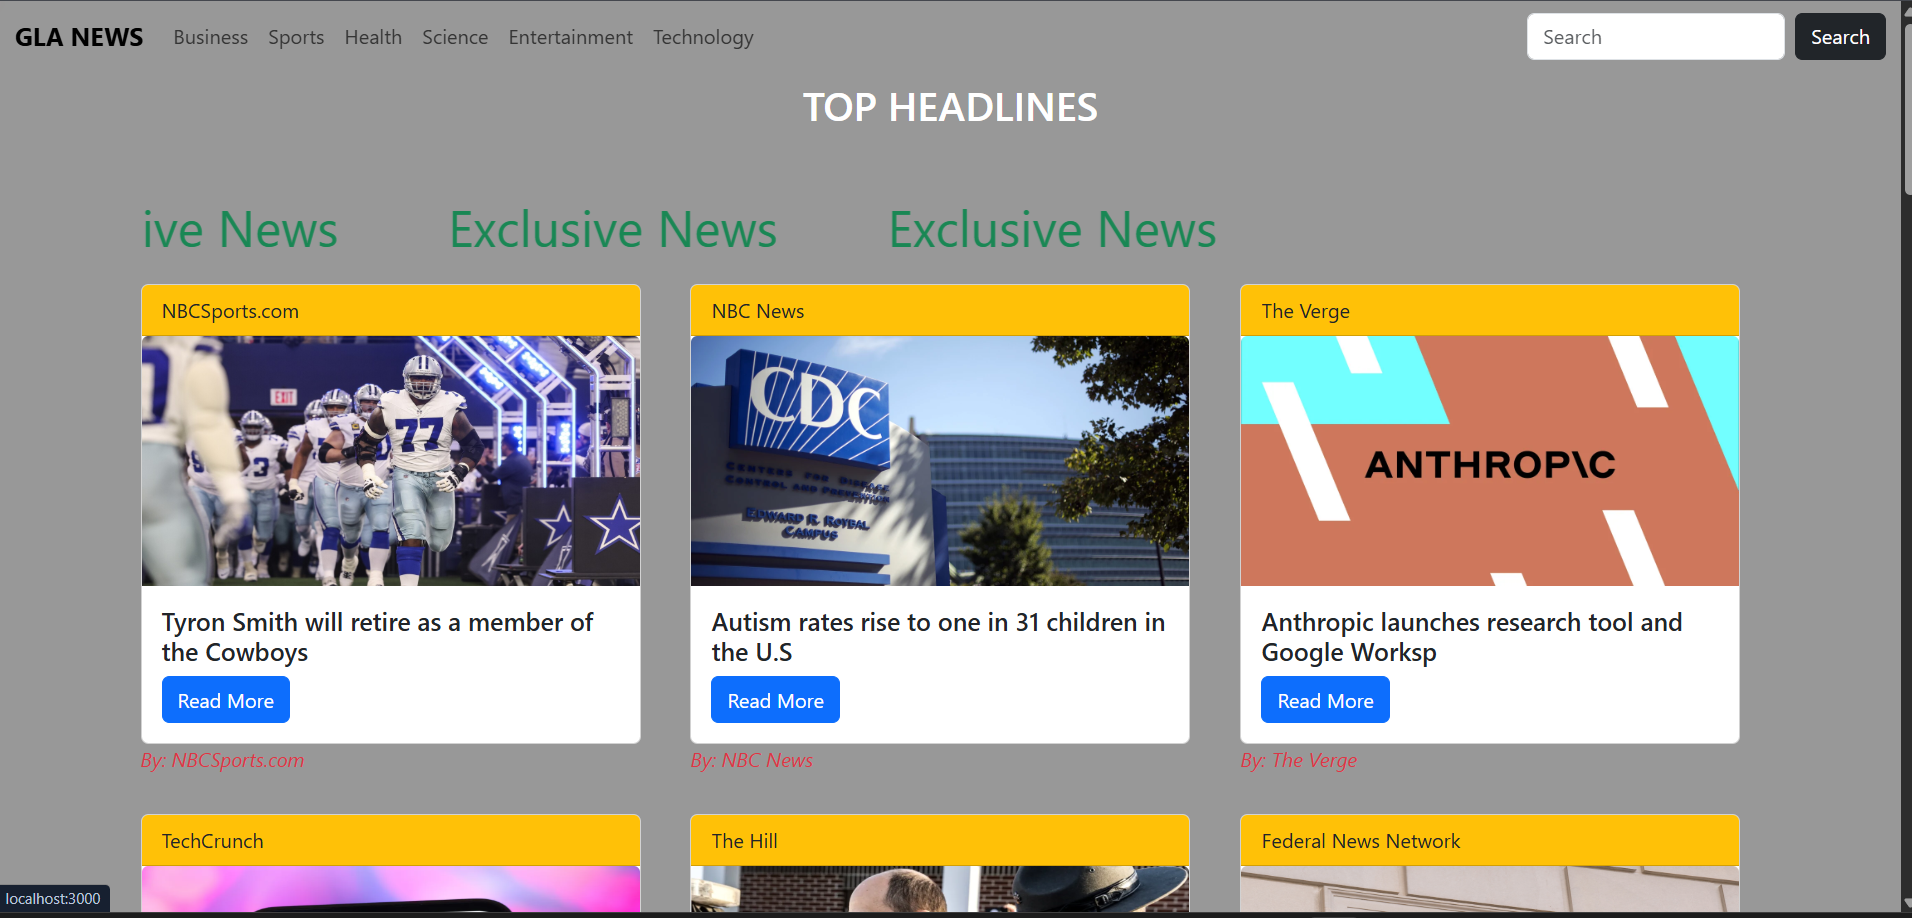 GLA NEWS Business Sports Health Science Entertainment Technology Search Search
TOP HEADLINES
ive News Exclusive News Exclusive News
NBCSports.com
EXIT
77
Tyron Smith will retire as a member of
the Cowboys
Read More
By: NBCSports.com
NBC News
CDC
CENTERS FOR DISEASE
CONTROL AND PREVENTION
EDWARD R. ROYBAL
CAMPUS
Autism rates rise to one in 31 children in
the U.S
Read More
By: NBC News
The Verge
ANTHROP\C
Anthropic launches research tool and
Google Worksp
Read More
By: The Verge
TechCrunch
The Hill
Federal News Network
localhost:3000